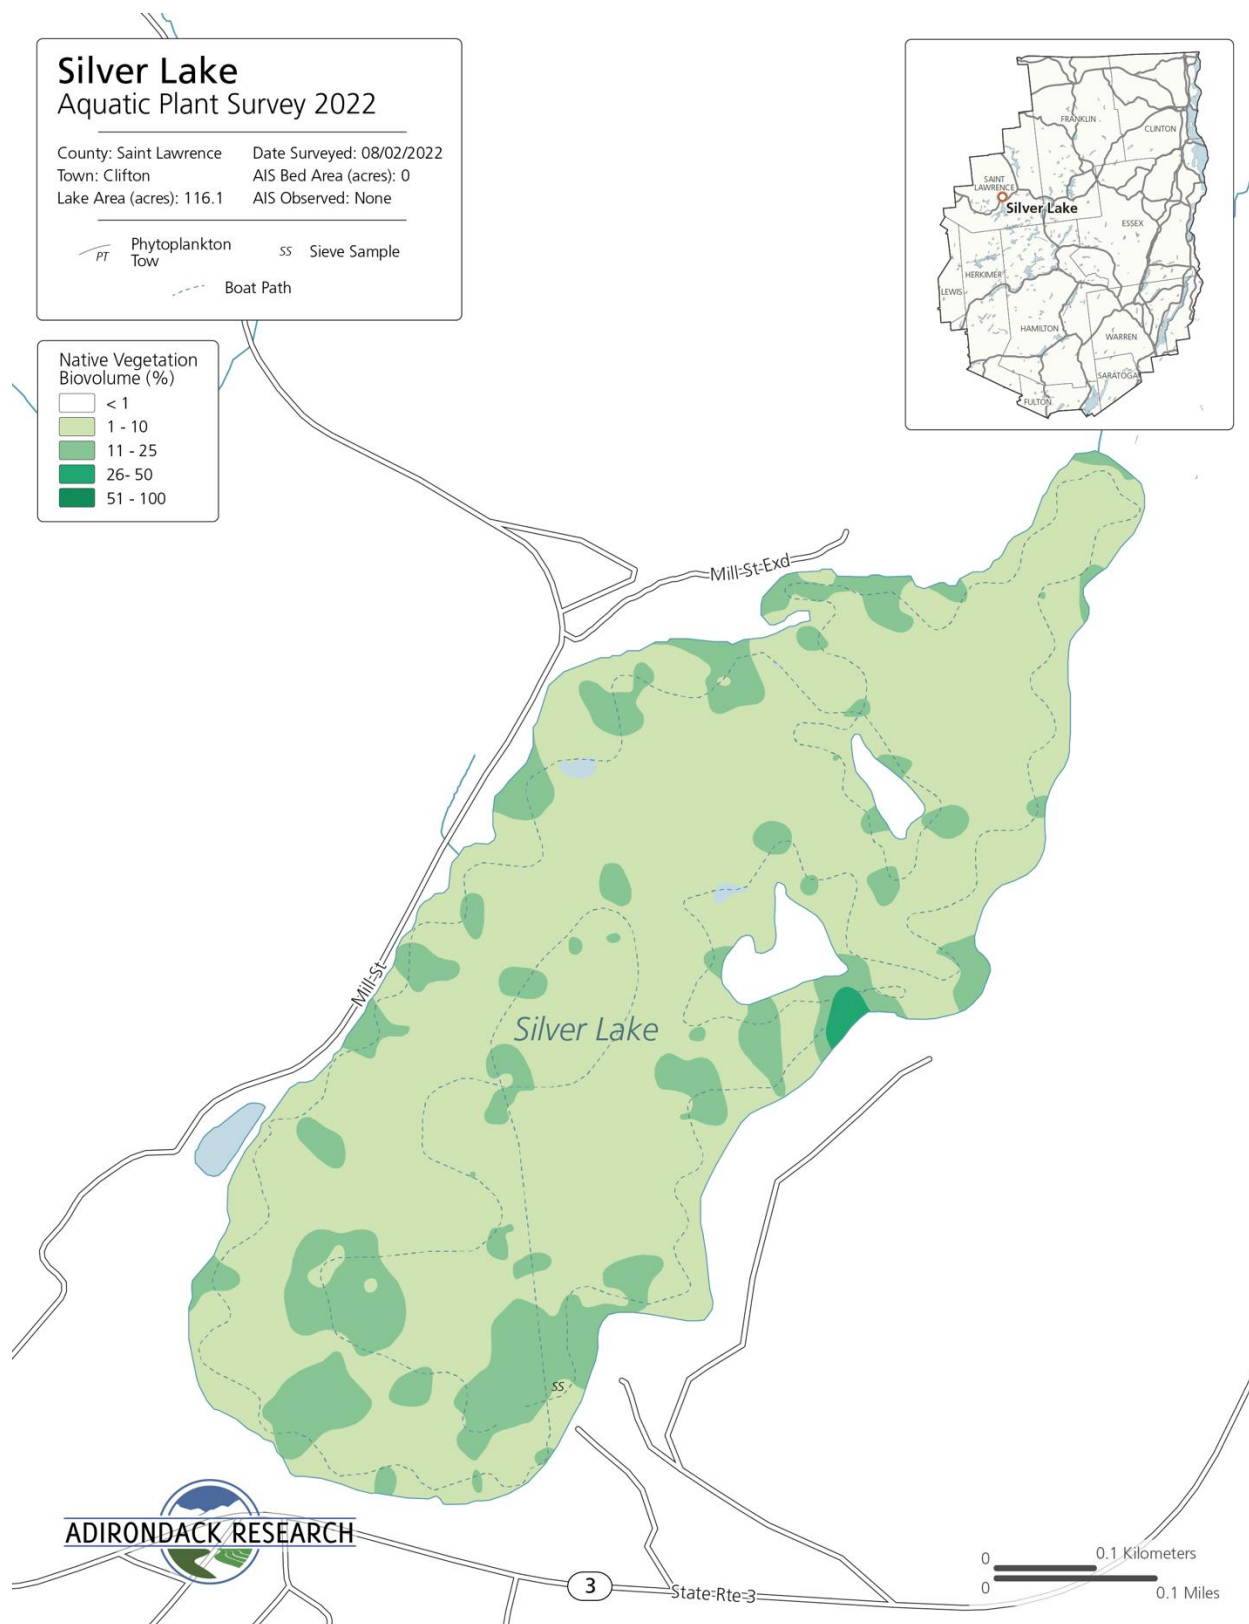 Silver Lake
Aquatic Plant Survey 2022
County: Saint Lawrence
Town: Clifton
Lake Area (acres): 116.1
Date Surveyed: 08/02/2022
AIS Bed Area (acres): 0
AIS Observed: None
PT
Phytoplankton
Tow
SS
Sieve Sample
Boat Path
Native Vegetation
Biovolume (%)
< 1
1 - 10
11 - 25
26- 50
51 - 100
FRANKLIN
CLINTON
SAINT
LAWRENCE
Silver Lake
ESSEX
HERKIMER
LEWIS
HAMILTON
WARREN
SARATOGA
FULTON
Mill-St-Exd
Mill-St
Silver Lake
SS
ADIRONDACK RESEARCH
3
State-Rte-3
0
0.1 Kilometers
0
0.1 Miles